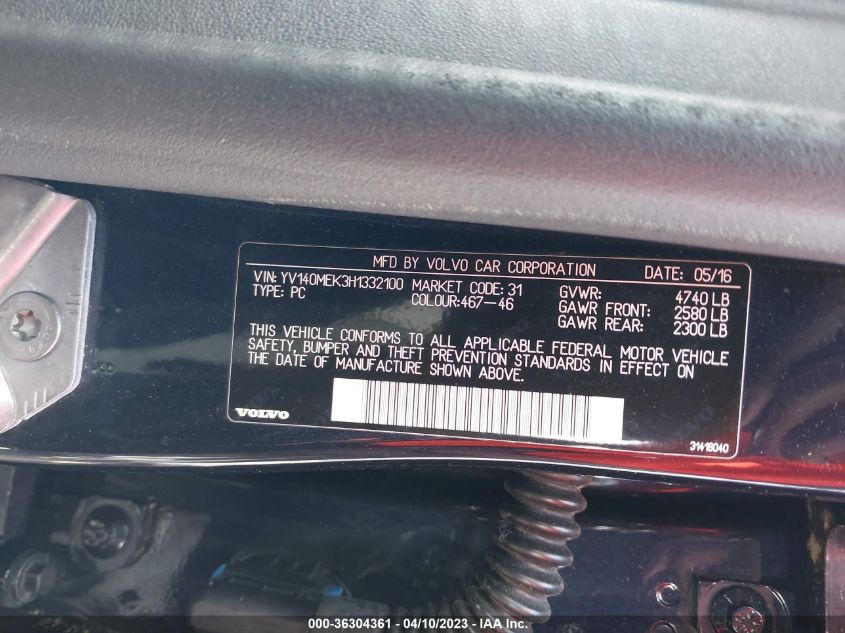 MFD BY VOLVO CAR CORPORATION DATE: 05/16
VIN: YV140MEK3H1332100 MARKET CODE: 31 GVWR: 4740 LB
TYPE: PC COLOUR:467-46 GAWR FRONT: 2580 LB
GAWR REAR: 2300 LB
THIS VEHICLE CONFORMS TO ALL APPLICABLE FEDERAL MOTOR VEHICLE
SAFETY, BUMPER AND THEFT PREVENTION STANDARDS IN EFFECT ON
THE DATE OF MANUFACTURE SHOWN ABOVE.
VOLVO
31418040
000-36304361 - 04/10/2023 - IAA Inc.